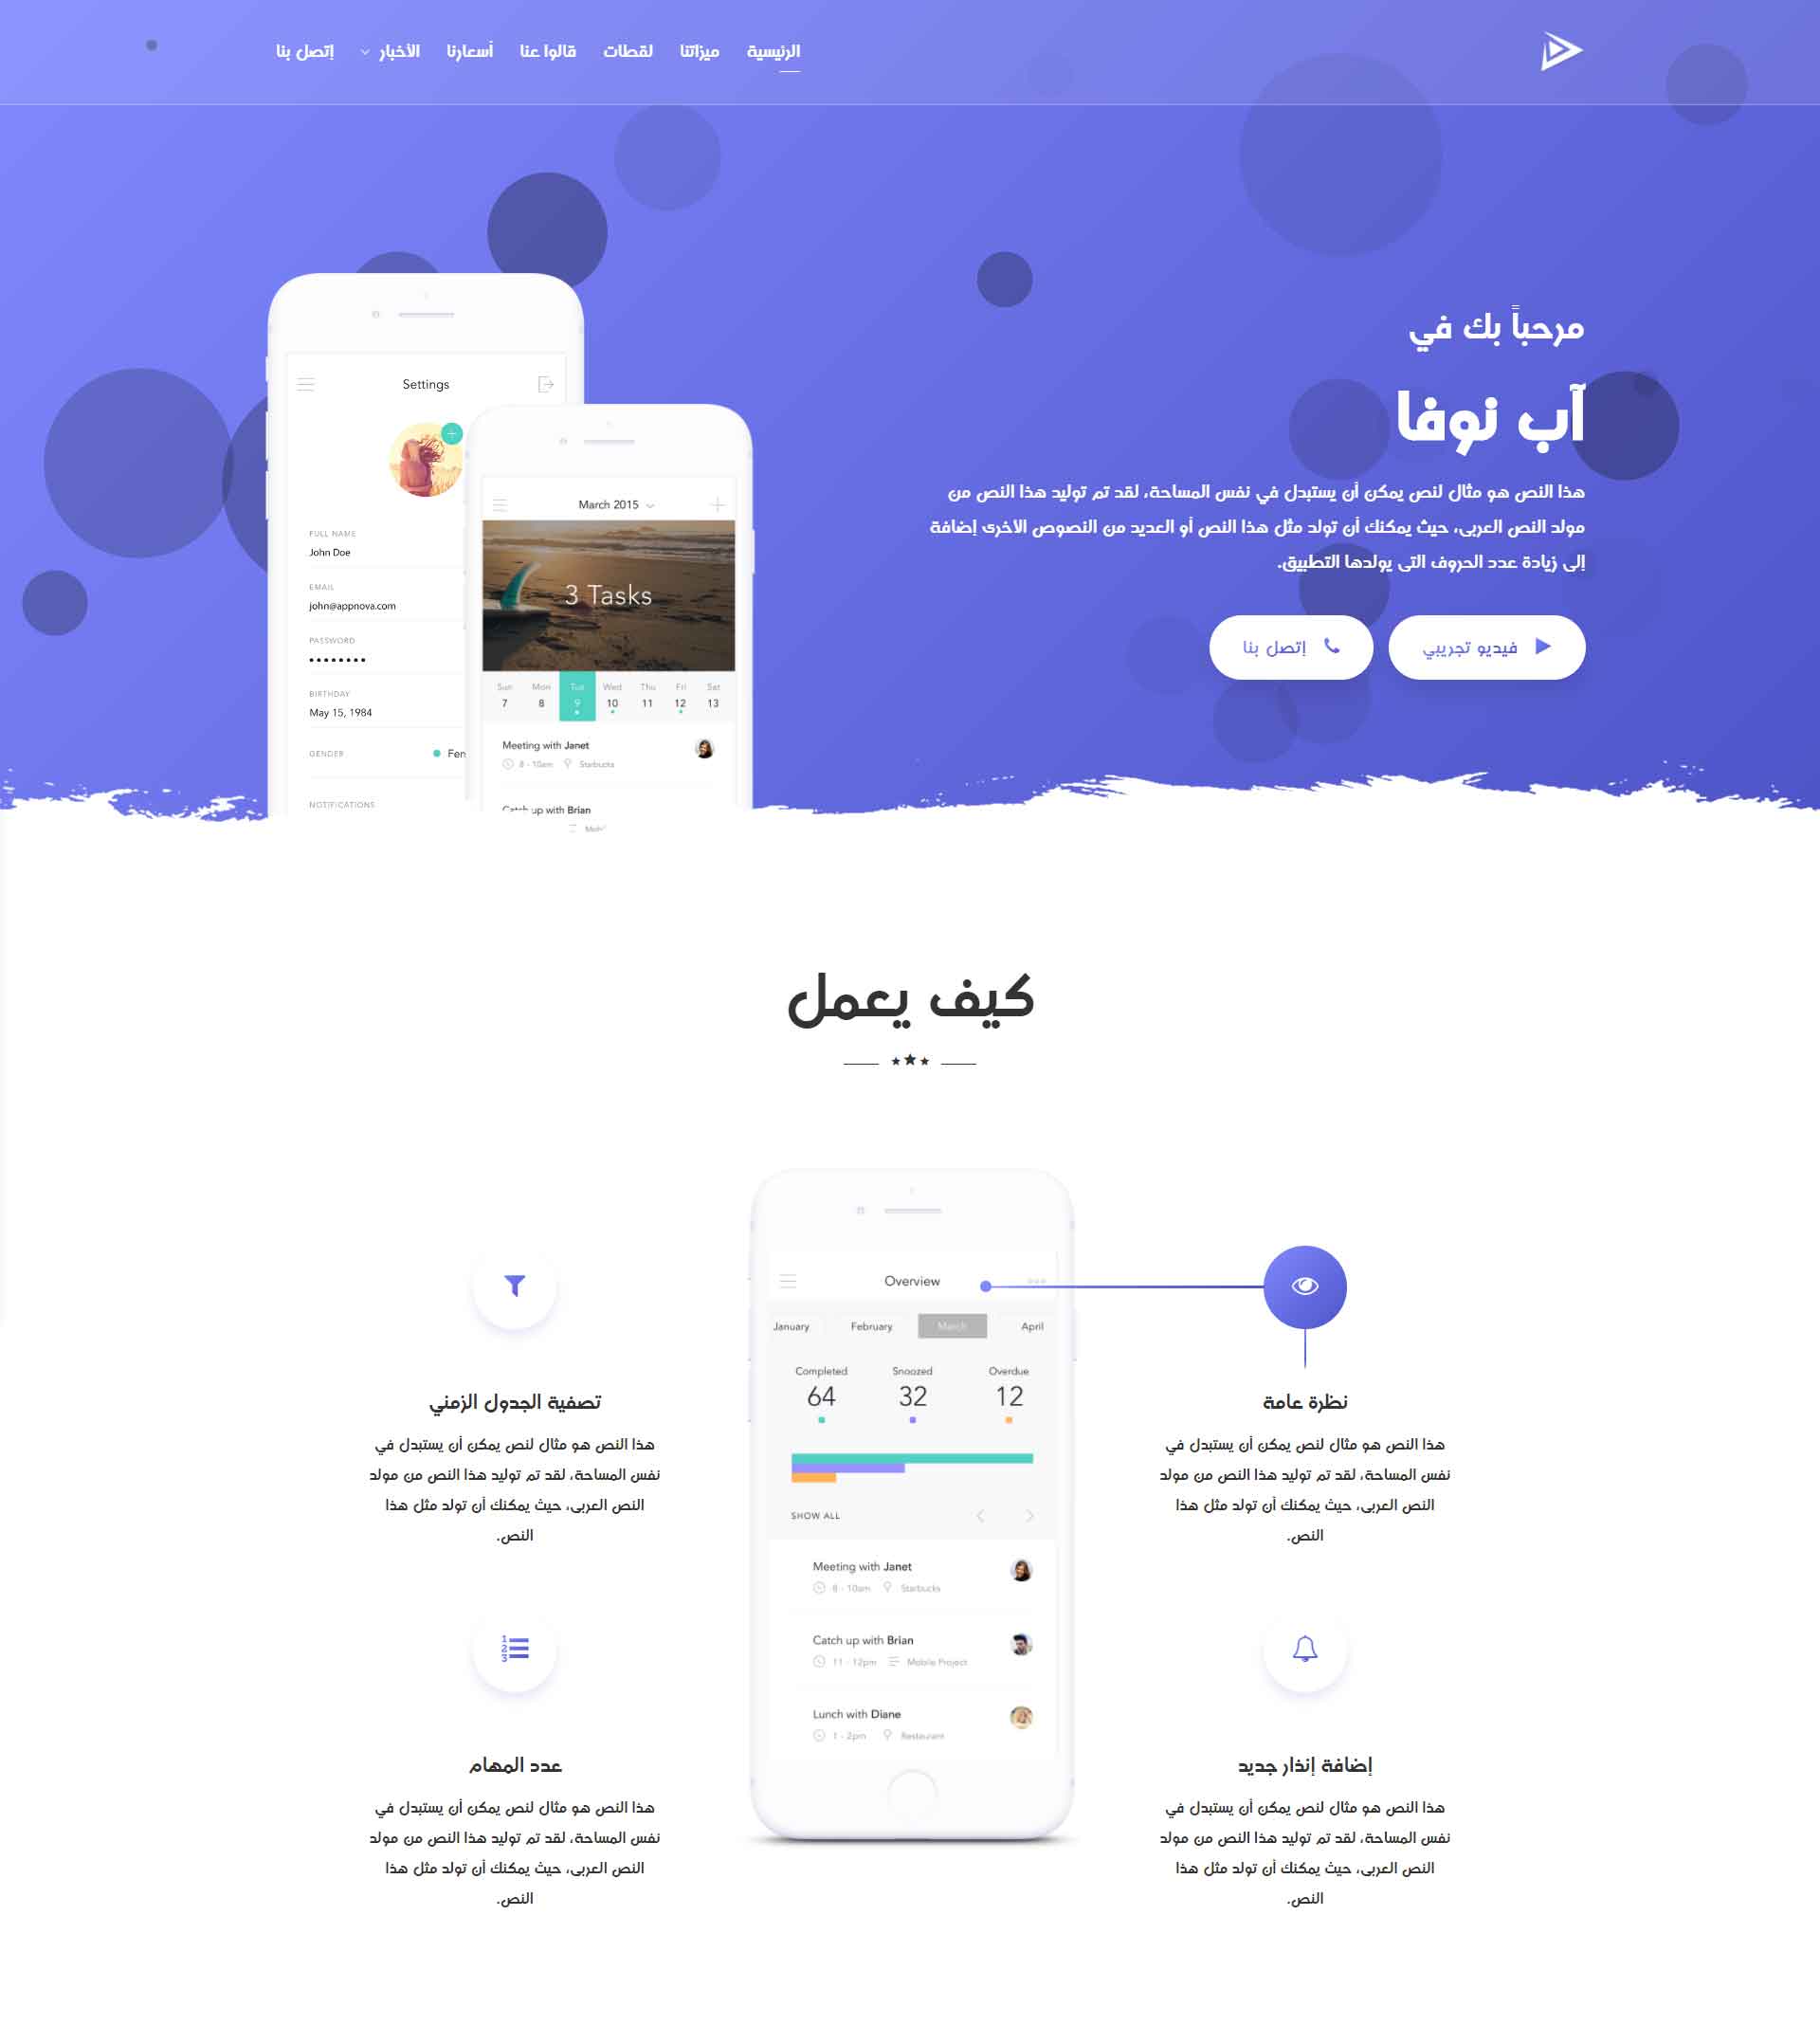 الرئيسية
ميزاتنا
لقطات
قالوا عنا
أسعارنا
الأخبار
إتصل بنا
مرحباً بك في
آب نوفا
هذا النص هو مثال لنص يمكن أن يستبدل في نفس المساحة، لقد تم توليد هذا النص من
مولد النص العربى، حيث يمكنك أن تولد مثل هذا النص أو العديد من النصوص الأخرى إضافة
إلى زيادة عدد الحروف التى يولدها التطبيق.
فيديو تجريبي
إتصل بنا
Settings
FULL NAME
John Doe
EMAIL
john@appnova.com
PASSWORD
••••••••
BIRTHDAY
May 15, 1984
GENDER
Fem
NOTIFICATIONS
March 2015
3 Tasks
Sun Mon Tue Wed Thu Fri Sat
7 8 9 10 11 12 13
Meeting with Janet
8 - 10am Starbucks
Catch up with Brian
كيف يعمل
نظرة عامة
هذا النص هو مثال لنص يمكن أن يستبدل في
نفس المساحة، لقد تم توليد هذا النص من مولد
النص العربى، حيث يمكنك أن تولد مثل هذا
النص.
إضافة إنذار جديد
هذا النص هو مثال لنص يمكن أن يستبدل في
نفس المساحة، لقد تم توليد هذا النص من مولد
النص العربى، حيث يمكنك أن تولد مثل هذا
النص.
Overview
January February March April
Completed Snoozed Overdue
64 32 12
SHOW ALL
Meeting with Janet
8 - 10am Starbucks
Catch up with Brian
11 - 12pm Mobile Project
Lunch with Diane
1 - 2pm Restaurant
تصفية الجدول الزمني
هذا النص هو مثال لنص يمكن أن يستبدل في
نفس المساحة، لقد تم توليد هذا النص من مولد
النص العربى، حيث يمكنك أن تولد مثل هذا
النص.
1
2
3
عدد المهام
هذا النص هو مثال لنص يمكن أن يستبدل في
نفس المساحة، لقد تم توليد هذا النص من مولد
النص العربى، حيث يمكنك أن تولد مثل هذا
النص.